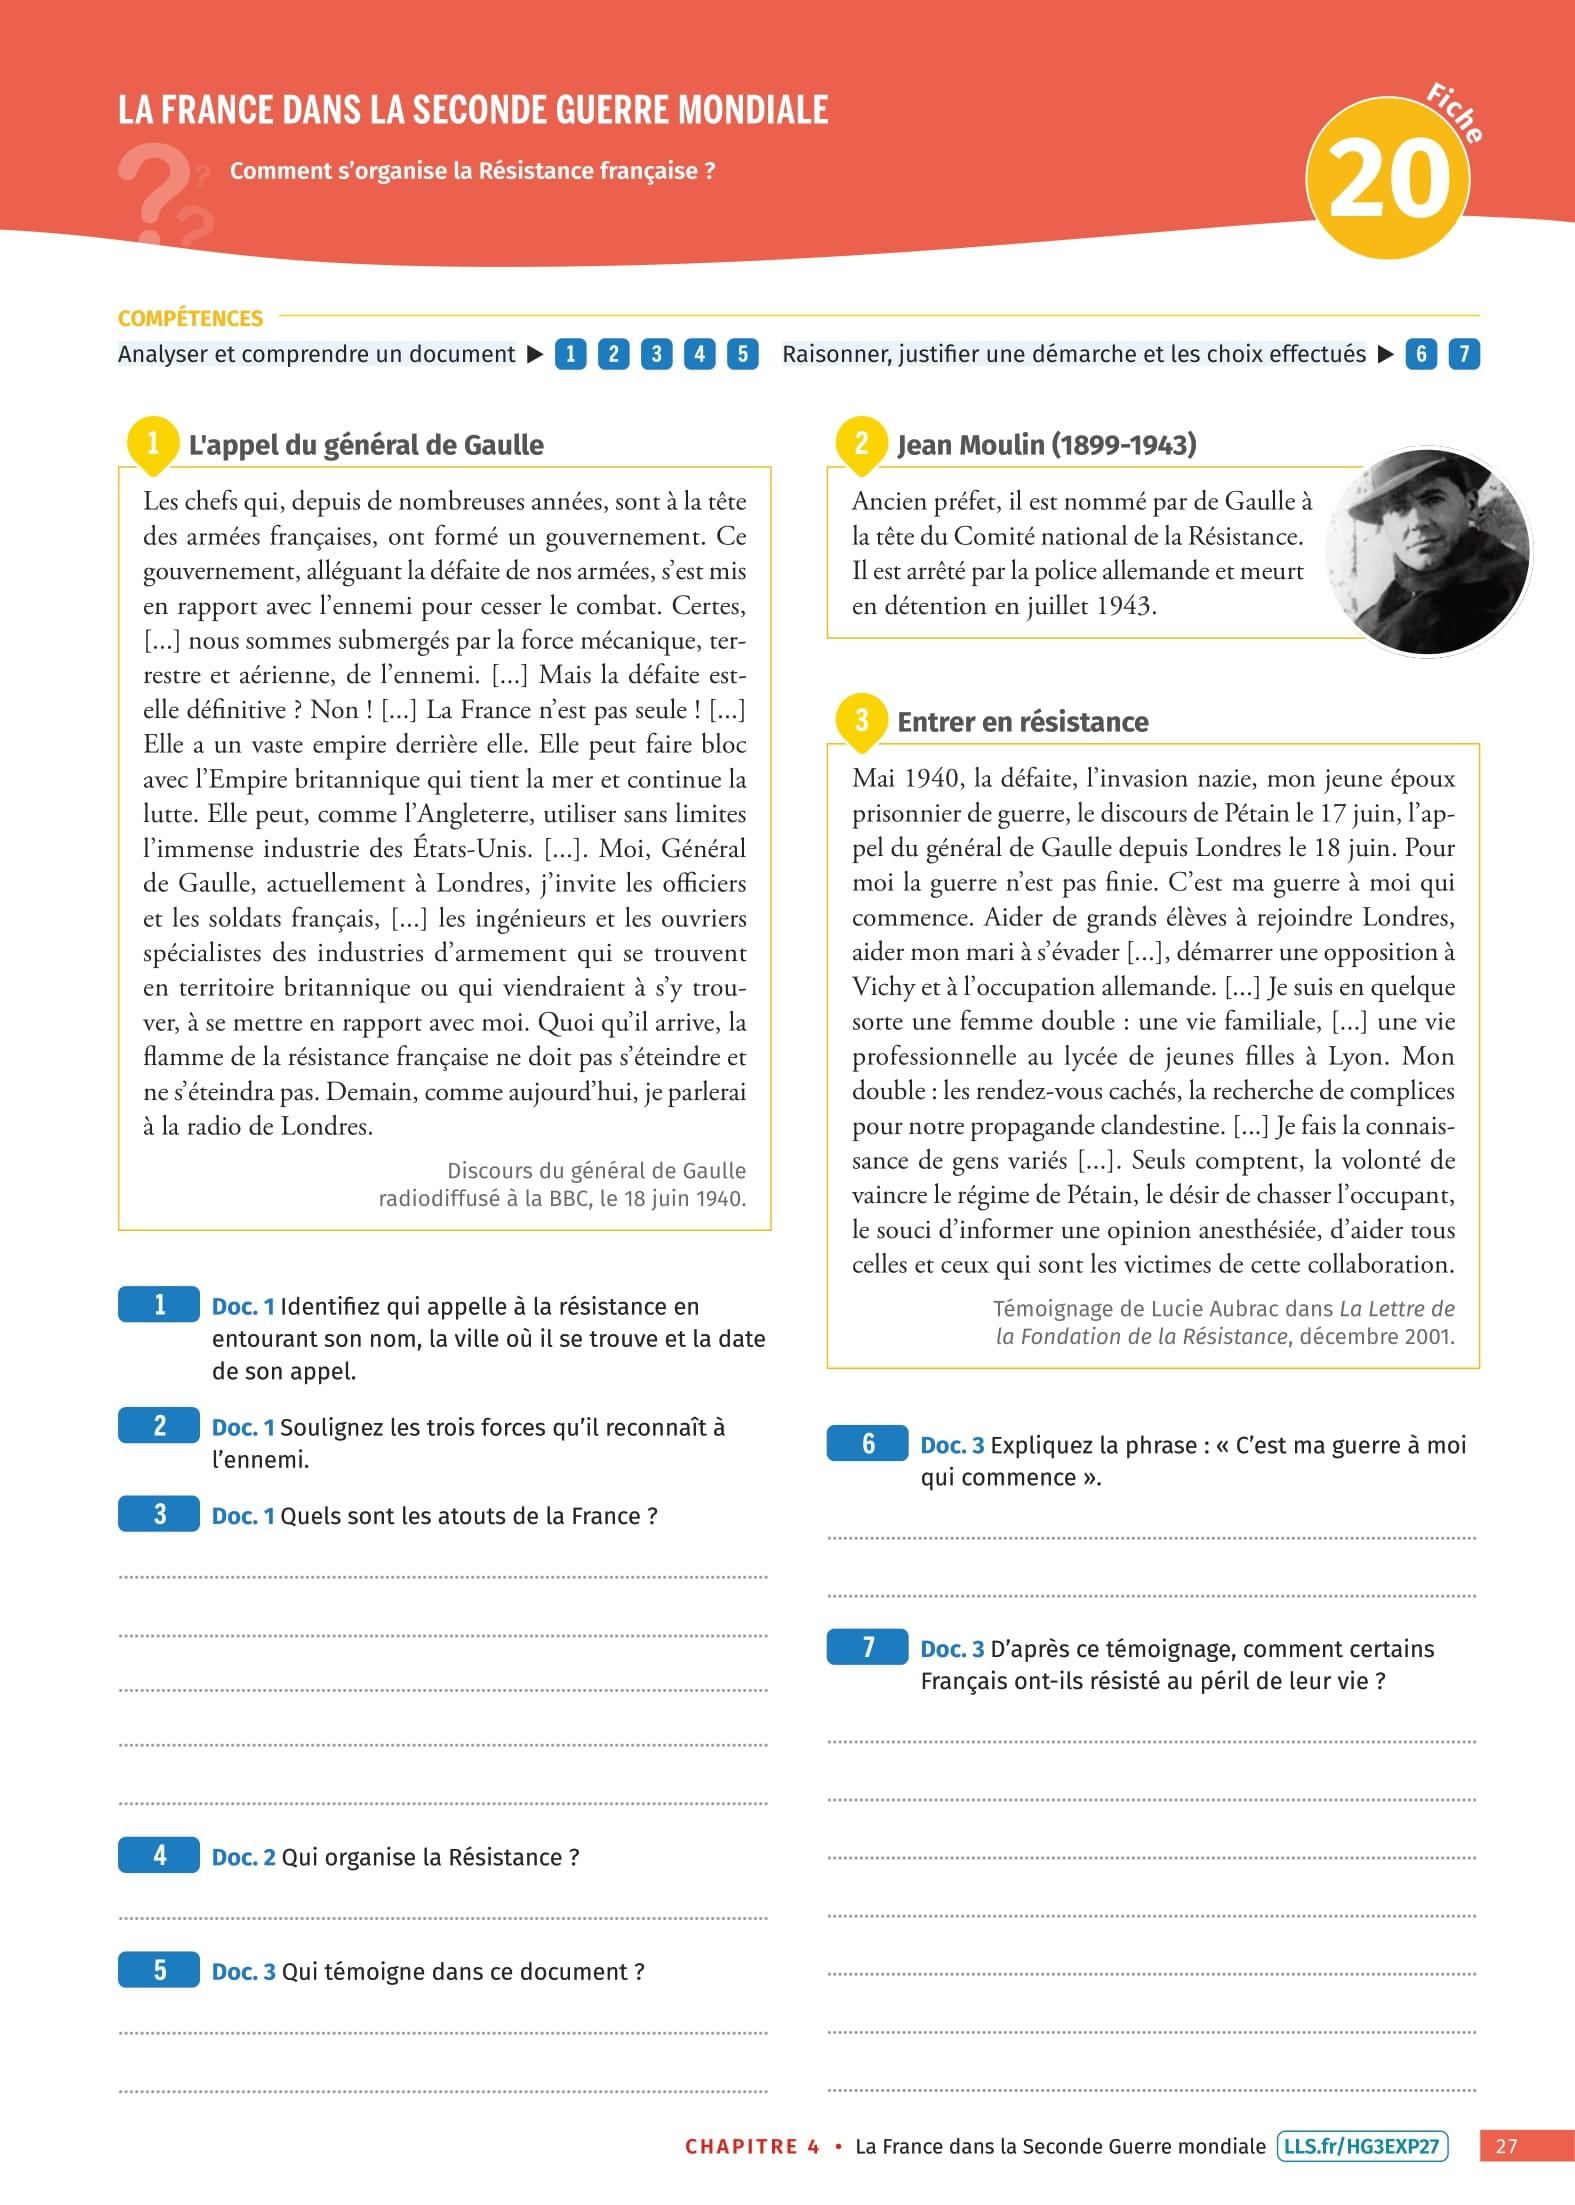 LA FRANCE DANS LA SECONDE GUERRE MONDIALE
Comment s'organise la Résistance française ?
Fiche
20
COMPÉTENCES
Analyser et comprendre un document ▶ 1 2 3 4 5 Raisonner, justifier une démarche et les choix effectués ▶ 6 7
1 L'appel du général de Gaulle
Les chefs qui, depuis de nombreuses années, sont à la tête
des armées françaises, ont formé un gouvernement. Ce
gouvernement, alléguant la défaite de nos armées, s'est mis
en rapport avec l'ennemi pour cesser le combat. Certes,
[...] nous sommes submergés par la force mécanique, ter-
restre et aérienne, de l'ennemi. [...] Mais la défaite est-
elle définitive ? Non ! [...] La France n'est pas seule ! [...]
Elle a un vaste empire derrière elle. Elle peut faire bloc
avec l'Empire britannique qui tient la mer et continue la
lutte. Elle peut, comme l'Angleterre, utiliser sans limites
l'immense industrie des États-Unis. [...]. Moi, Général
de Gaulle, actuellement à Londres, j'invite les officiers
et les soldats français, [...] les ingénieurs et les ouvriers
spécialistes des industries d'armement qui se trouvent
en territoire britannique ou qui viendraient à s'y trou-
ver, à se mettre en rapport avec moi. Quoi qu'il arrive, la
flamme de la résistance française ne doit pas s'éteindre et
ne s'éteindra pas. Demain, comme aujourd'hui, je parlerai
à la radio de Londres.
Discours du général de Gaulle
radiodiffusé à la BBC, le 18 juin 1940.
1 Doc. 1 Identifiez qui appelle à la résistance en
entourant son nom, la ville où il se trouve et la date
de son appel.
2 Doc. 1 Soulignez les trois forces qu'il reconnaît à
l'ennemi.
3 Doc. 1 Quels sont les atouts de la France ?
4 Doc. 2 Qui organise la Résistance ?
5 Doc. 3 Qui témoigne dans ce document ?
2 Jean Moulin (1899-1943)
Ancien préfet, il est nommé par de Gaulle à
la tête du Comité national de la Résistance.
Il est arrêté par la police allemande et meurt
en détention en juillet 1943.
3 Entrer en résistance
Mai 1940, la défaite, l'invasion nazie, mon jeune époux
prisonnier de guerre, le discours de Pétain le 17 juin, l'ap-
pel du général de Gaulle depuis Londres le 18 juin. Pour
moi la guerre n'est pas finie. C'est ma guerre à moi qui
commence. Aider de grands élèves à rejoindre Londres,
aider mon mari à s'évader [...], démarrer une opposition à
Vichy et à l'occupation allemande. [...] Je suis en quelque
sorte une femme double : une vie familiale, [...] une vie
professionnelle au lycée de jeunes filles à Lyon. Mon
double : les rendez-vous cachés, la recherche de complices
pour notre propagande clandestine. [...] Je fais la connais-
sance de gens variés [...]. Seuls comptent, la volonté de
vaincre le régime de Pétain, le désir de chasser l'occupant,
le souci d'informer une opinion anesthésiée, d'aider tous
celles et ceux qui sont les victimes de cette collaboration.
Témoignage de Lucie Aubrac dans La Lettre de
la Fondation de la Résistance, décembre 2001.
6 Doc. 3 Expliquez la phrase : « C'est ma guerre à moi
qui commence ».
7 Doc. 3 D'après ce témoignage, comment certains
Français ont-ils résisté au péril de leur vie ?
CHAPITRE 4 • La France dans la Seconde Guerre mondiale LLS.fr/HG3EXP27 27